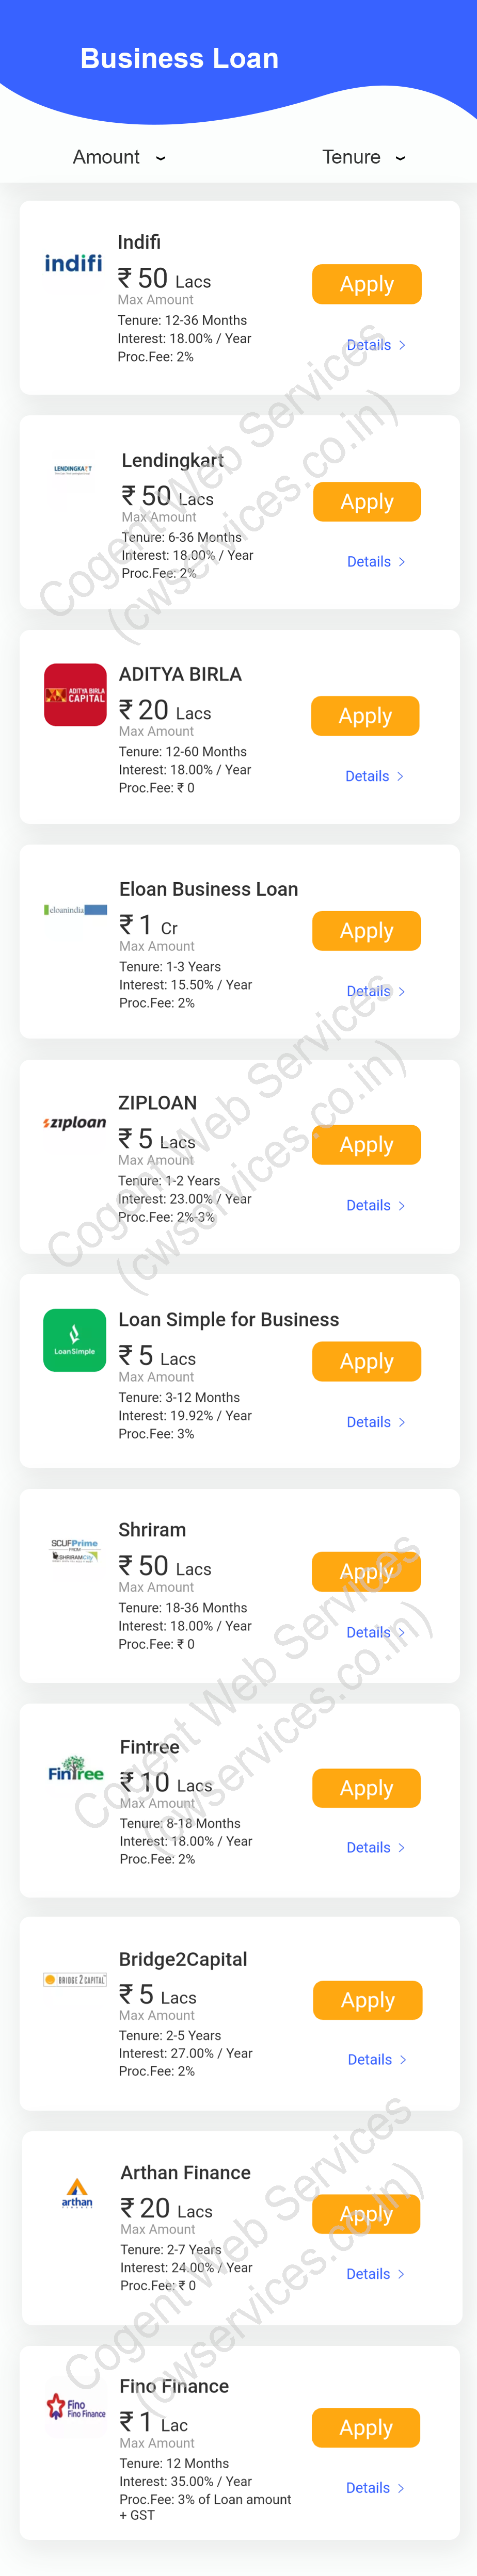 Business Loan
Amount
Tenure
indifi
Indifi
₹ 50 Lacs
Max Amount
Tenure: 12-36 Months
Interest: 18.00% / Year
Proc.Fee: 2%
Apply
Details
LENDINGKART
Lendingkart
₹ 50 Lacs
Max Amount
Tenure: 6-36 Months
Interest: 18.00% / Year
Proc.Fee: 2%
Apply
Details
Cogent Web Services
(cwservices.co.in)
ADITYA BIRLA
CAPITAL
ADITYA BIRLA
₹ 20 Lacs
Max Amount
Tenure: 12-60 Months
Interest: 18.00% / Year
Proc.Fee: ₹ 0
Apply
Details
eloanindia
Eloan Business Loan
₹ 1 Cr
Max Amount
Tenure: 1-3 Years
Interest: 15.50% / Year
Proc.Fee: 2%
Apply
Details
ziploan
ZIPLOAN
₹ 5 Lacs
Max Amount
Tenure: 1-2 Years
Interest: 23.00% / Year
Proc.Fee: 2%-3%
Apply
Details
Cogent Web Services
(cwservices.co.in)
LoanSimple
Loan Simple for Business
₹ 5 Lacs
Max Amount
Tenure: 3-12 Months
Interest: 19.92% / Year
Proc.Fee: 3%
Apply
Details
SCUFPrime
FROM
SHRIRAM City
Shriram
₹ 50 Lacs
Max Amount
Tenure: 18-36 Months
Interest: 18.00% / Year
Proc.Fee: ₹ 0
Apply
Details
Cogent Web Services
(cwservices.co.in)
FinTree
Fintree
₹ 10 Lacs
Max Amount
Tenure: 8-18 Months
Interest: 18.00% / Year
Proc.Fee: 2%
Apply
Details
BRIDGE 2 CAPITAL
Bridge2Capital
₹ 5 Lacs
Max Amount
Tenure: 2-5 Years
Interest: 27.00% / Year
Proc.Fee: 2%
Apply
Details
arthan
FINANCE
Arthan Finance
₹ 20 Lacs
Max Amount
Tenure: 2-7 Years
Interest: 24.00% / Year
Proc.Fee: ₹ 0
Apply
Details
Cogent Web Services
(cwservices.co.in)
Fino
Fino Finance
Fino Finance
₹ 1 Lac
Max Amount
Tenure: 12 Months
Interest: 35.00% / Year
Proc.Fee: 3% of Loan amount
+ GST
Apply
Details